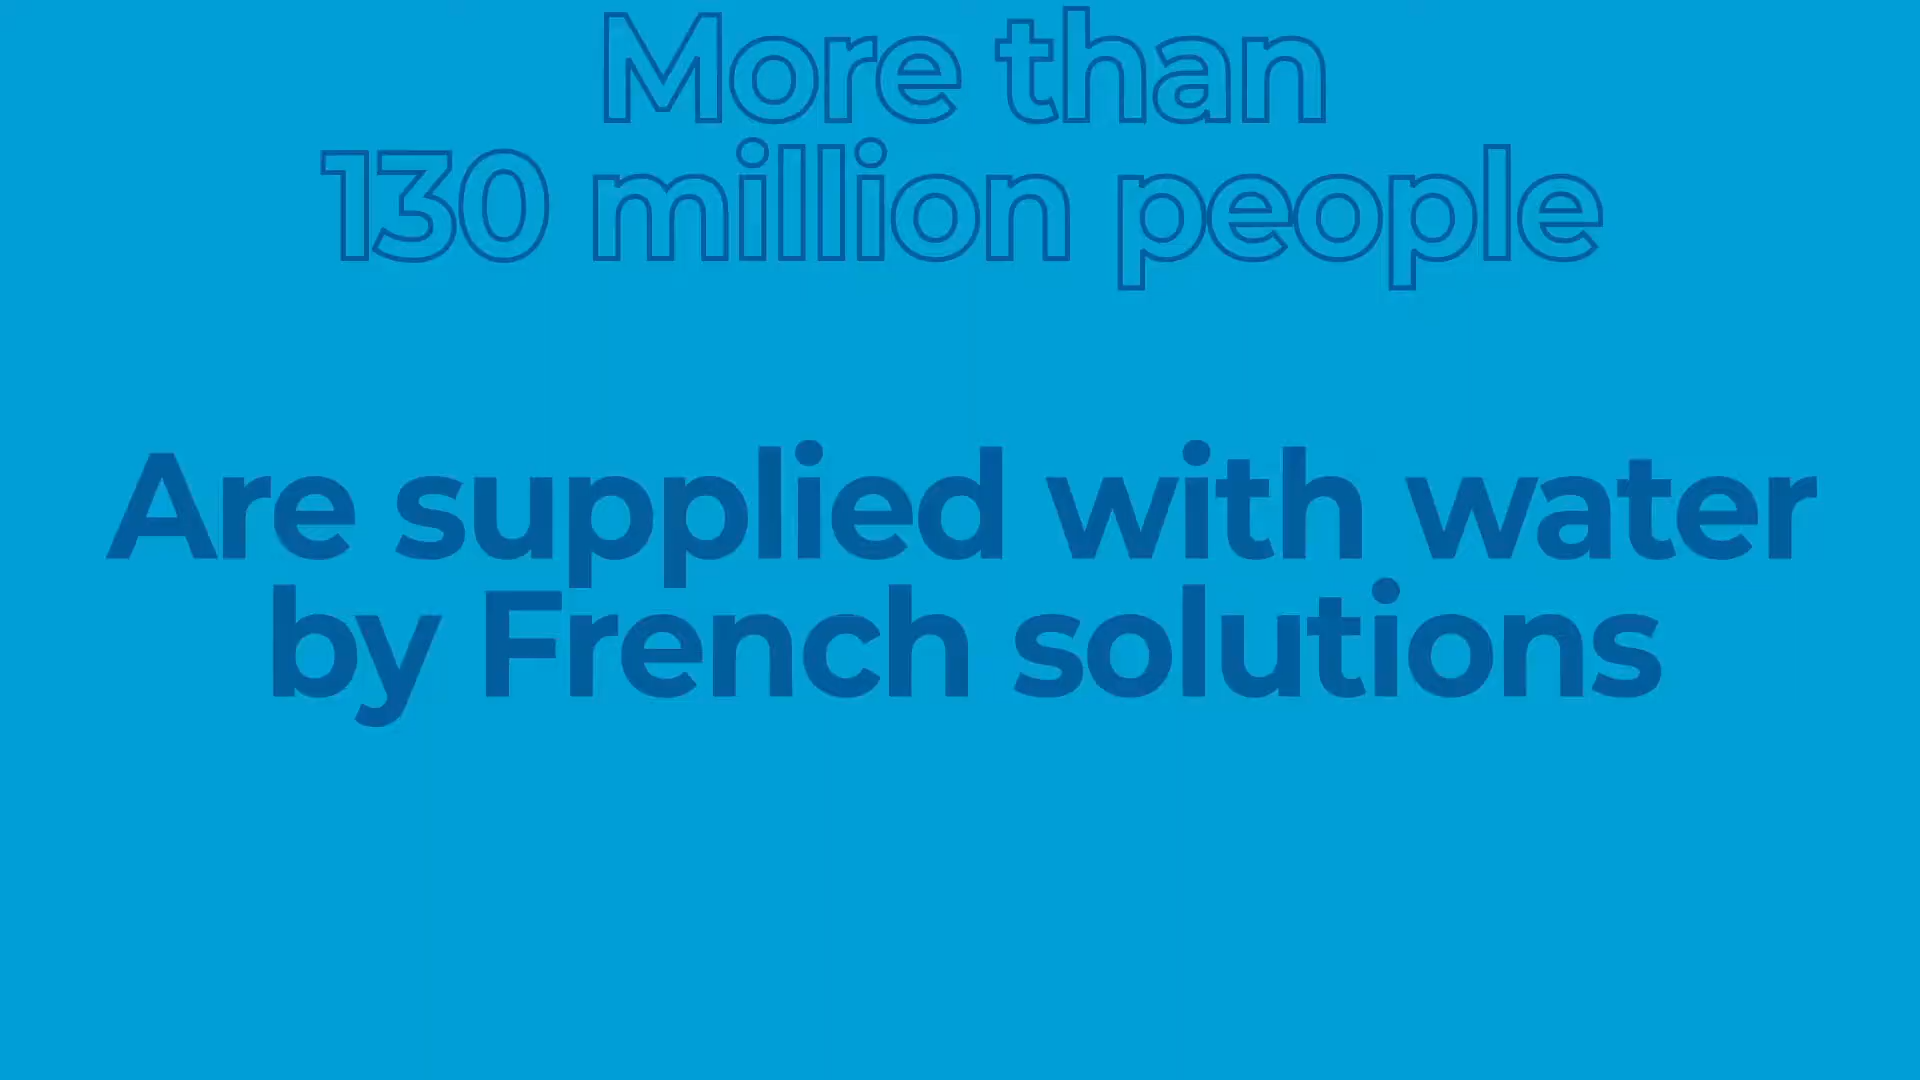 More than
130 million people
Are supplied with water
by French solutions